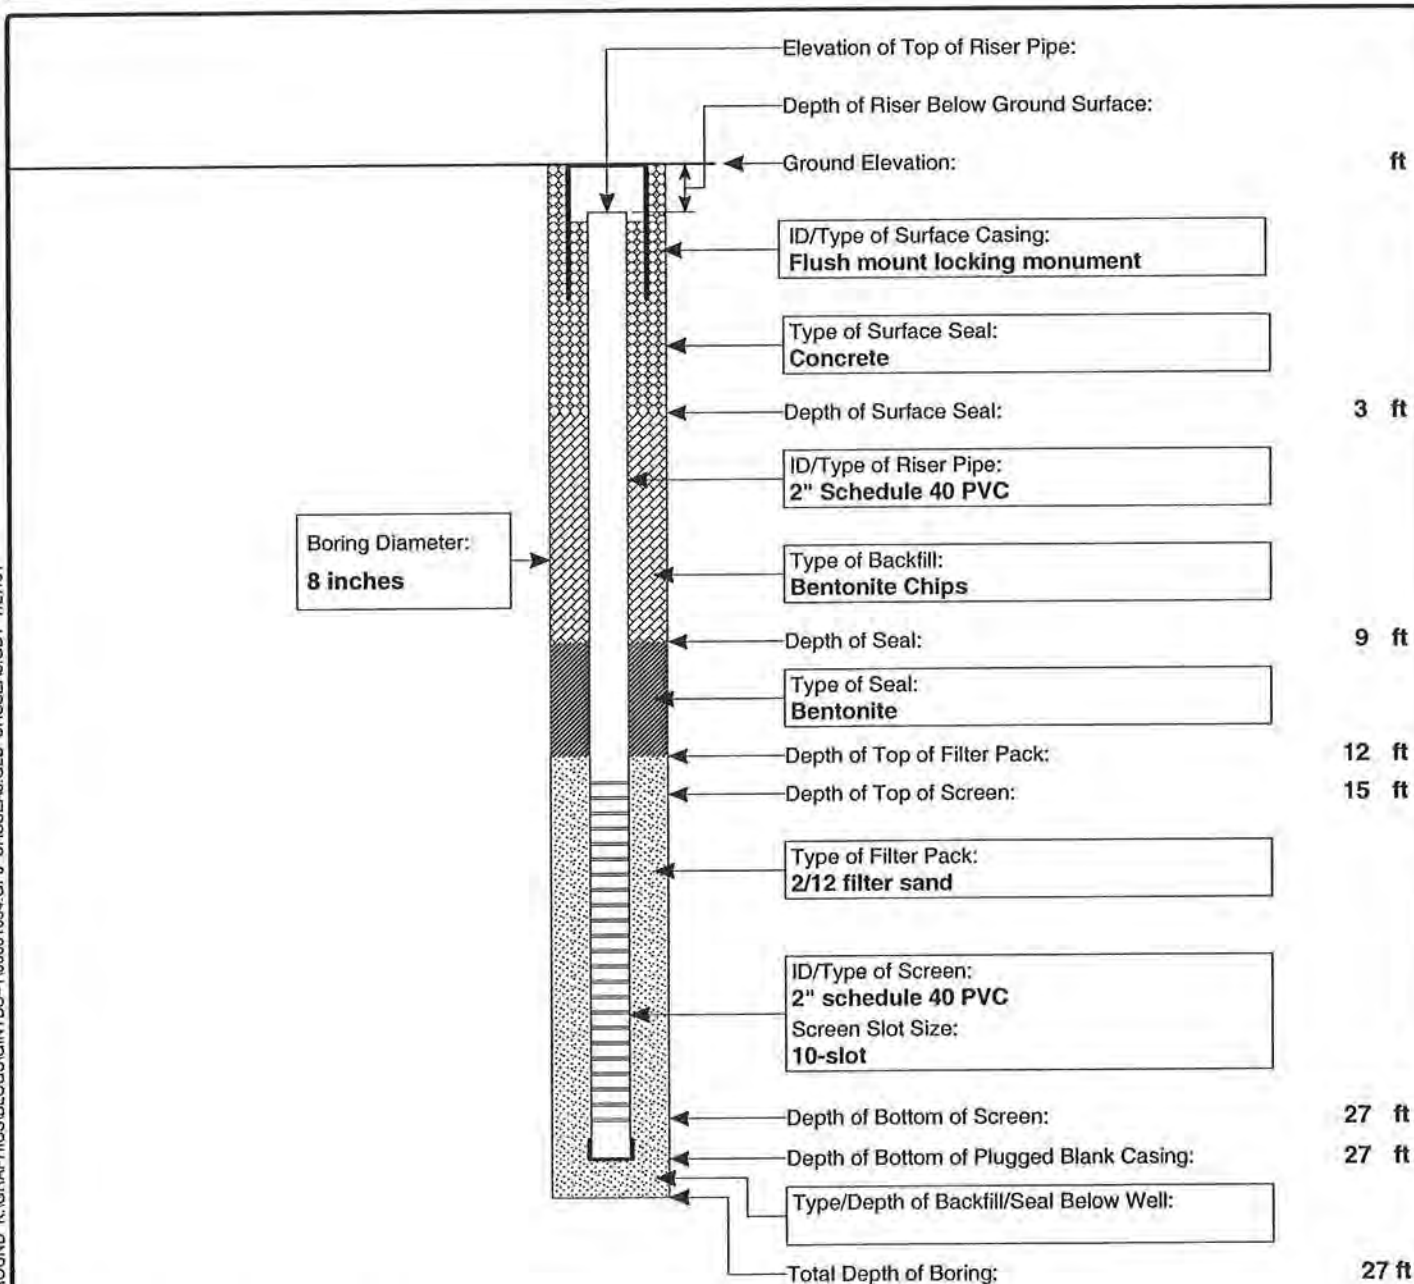 Elevation of Top of Riser Pipe:
Depth of Riser Below Ground Surface:
Ground Elevation: ft
ID/Type of Surface Casing:
Flush mount locking monument
Type of Surface Seal:
Concrete
Depth of Surface Seal: 3 ft
ID/Type of Riser Pipe:
2" Schedule 40 PVC
Boring Diameter:
8 inches
Type of Backfill:
Bentonite Chips
Depth of Seal: 9 ft
Type of Seal:
Bentonite
Depth of Top of Filter Pack: 12 ft
Depth of Top of Screen: 15 ft
Type of Filter Pack:
2/12 filter sand
ID/Type of Screen:
2" schedule 40 PVC
Screen Slot Size:
10-slot
Depth of Bottom of Screen: 27 ft
Depth of Bottom of Plugged Blank Casing: 27 ft
Type/Depth of Backfill/Seal Below Well:
Total Depth of Boring: 27 ft